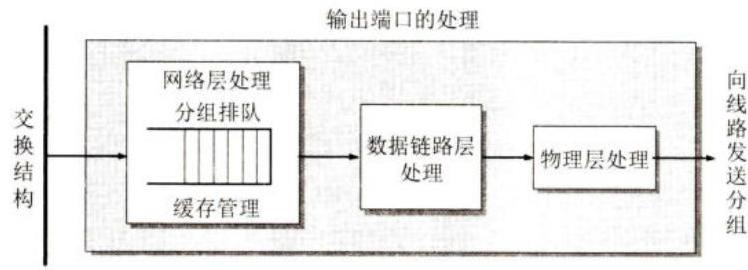 输出端口的处理
交换结构
网络层处理
分组排队
缓存管理
数据链路层
处理
物理层处理
向线路发送分组